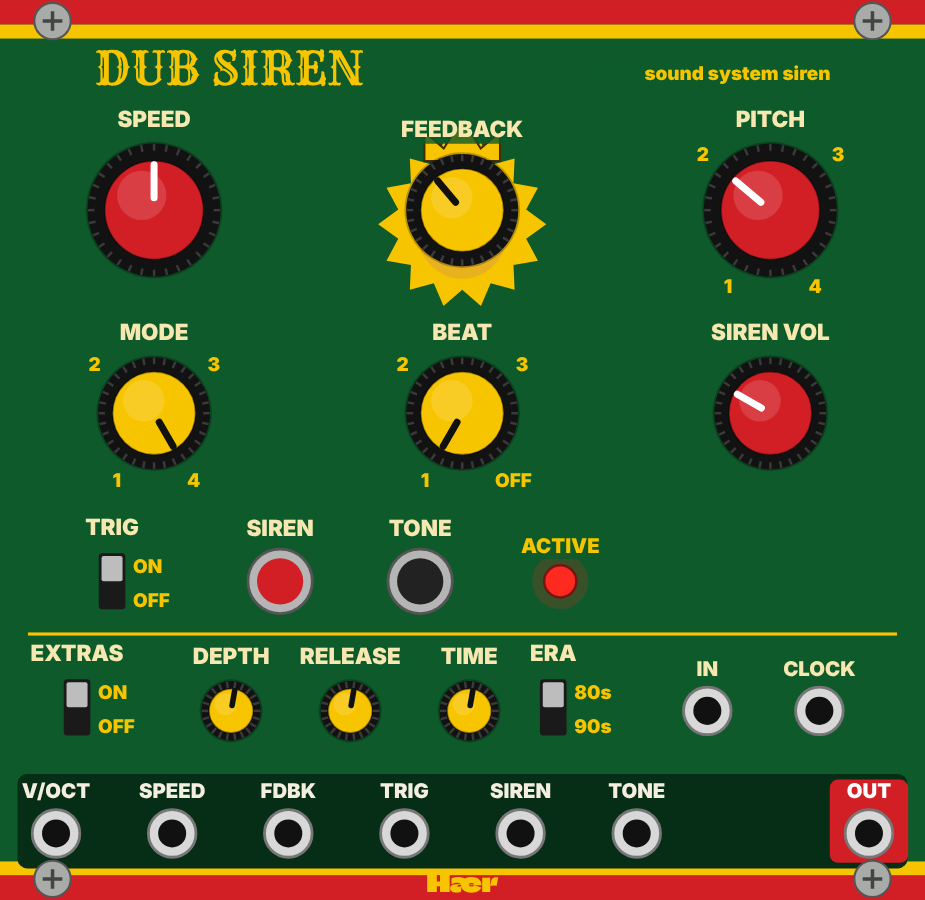 DUB SIREN
sound system siren
SPEED
FEEDBACK
PITCH
2 3
1 4
MODE
BEAT
SIREN VOL
2 3
2 3
1 4
1 OFF
TRIG
SIREN
TONE
ACTIVE
ON
OFF
EXTRAS
DEPTH
RELEASE
TIME
ERA
IN
CLOCK
ON
OFF
80s
90s
V/OCT
SPEED
FDBK
TRIG
SIREN
TONE
OUT
Hær